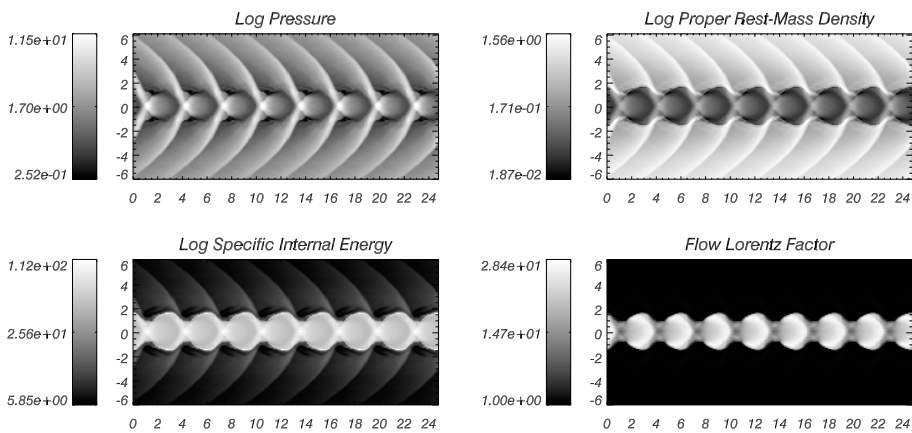 Log Pressure
1.15e+01
1.70e+00
2.52e-01
6
4
2
0
-2
-4
-6
0 2 4 6 8 10 12 14 16 18 20 22 24
Log Proper Rest-Mass Density
1.56e+00
1.71e-01
1.87e-02
6
4
2
0
-2
-4
-6
0 2 4 6 8 10 12 14 16 18 20 22 24
Log Specific Internal Energy
1.12e+02
2.56e+01
5.85e+00
6
4
2
0
-2
-4
-6
0 2 4 6 8 10 12 14 16 18 20 22 24
Flow Lorentz Factor
2.84e+01
1.47e+01
1.00e+00
6
4
2
0
-2
-4
-6
0 2 4 6 8 10 12 14 16 18 20 22 24